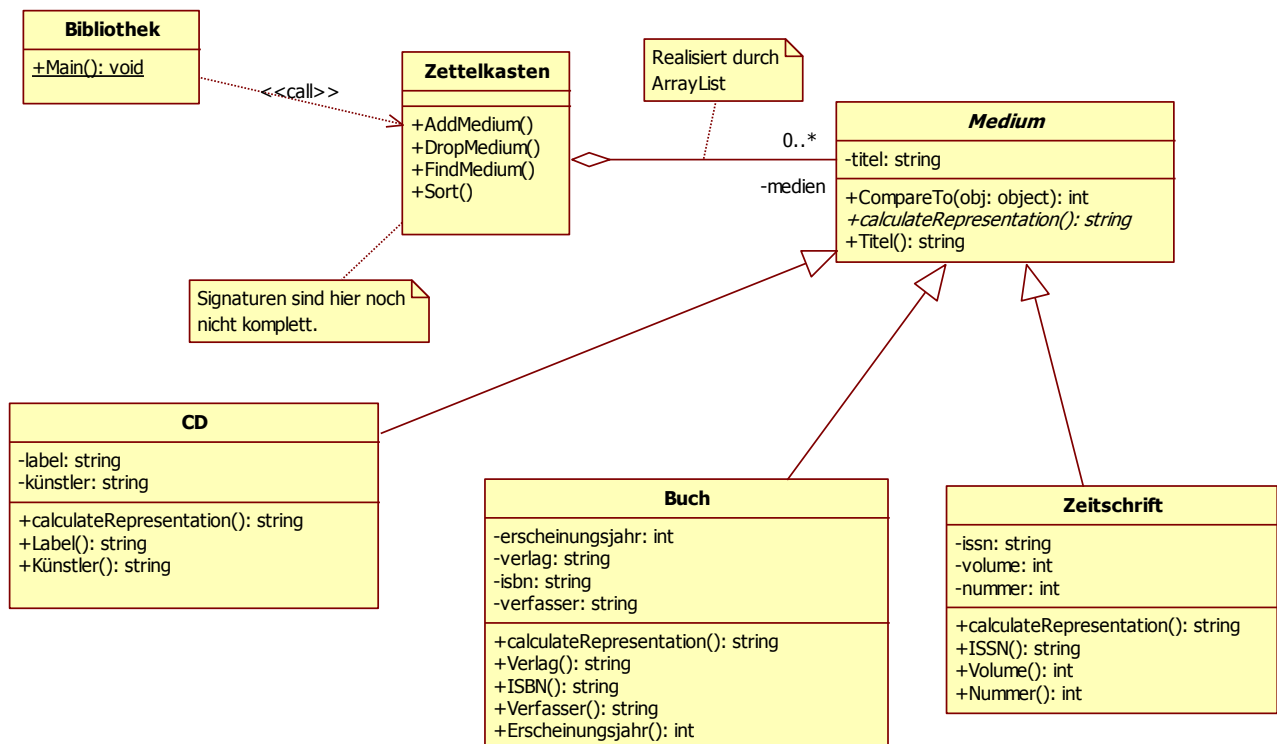 Bibliothek
+Main(): void
<<call>>
Zettelkasten
+AddMedium()
+DropMedium()
+FindMedium()
+Sort()
Realisiert durch
ArrayList
0..*
-medien
Medium
-titel: string
+CompareTo(obj: object): int
+calculateRepresentation(): string
+Titel(): string
Signaturen sind hier noch
nicht komplett.
CD
-label: string
-künstler: string
+calculateRepresentation(): string
+Label(): string
+Künstler(): string
Buch
-erscheinungsjahr: int
-verlag: string
-isbn: string
-verfasser: string
+calculateRepresentation(): string
+Verlag(): string
+ISBN(): string
+Verfasser(): string
+Erscheinungsjahr(): int
Zeitschrift
-issn: string
-volume: int
-nummer: int
+calculateRepresentation(): string
+ISSN(): string
+Volume(): int
+Nummer(): int